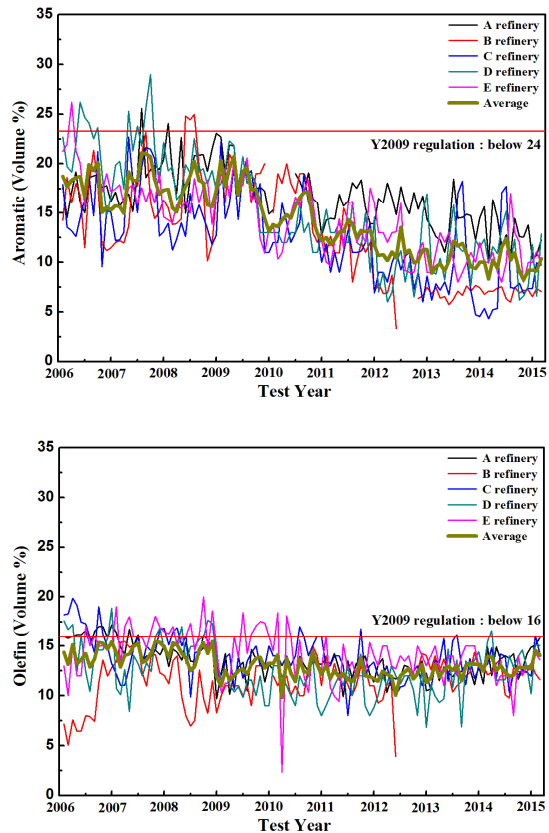 35
30
25
20
15
10
5
0
Aromatic (Volume %)
A refinery
B refinery
C refinery
D refinery
E refinery
Average
Y2009 regulation : below 24
2006 2007 2008 2009 2010 2011 2012 2013 2014 2015
Test Year
35
30
25
20
15
10
5
0
Olefin (Volume %)
A refinery
B refinery
C refinery
D refinery
E refinery
Average
Y2009 regulation : below 16
2006 2007 2008 2009 2010 2011 2012 2013 2014 2015
Test Year